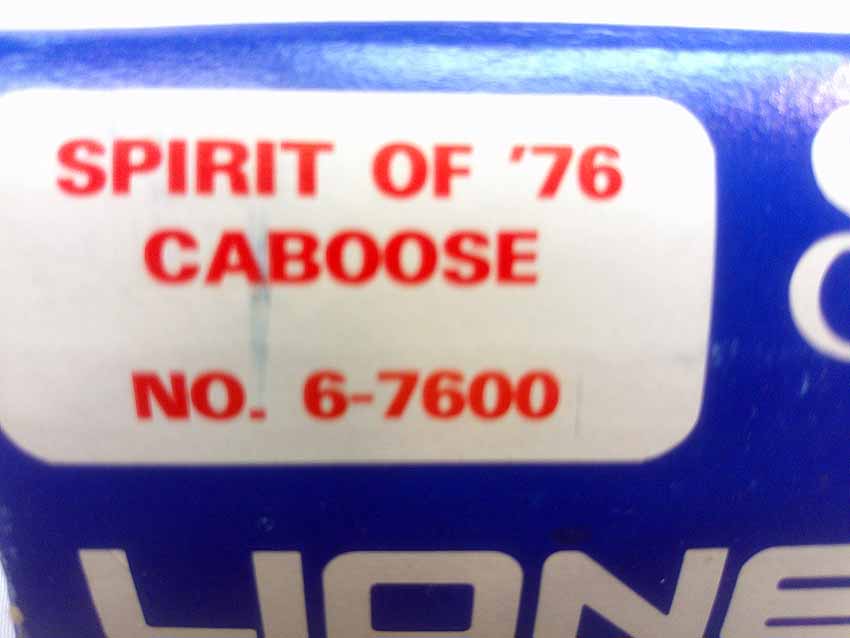 SPIRIT OF '76
CABOOSE
NO. 6-7600